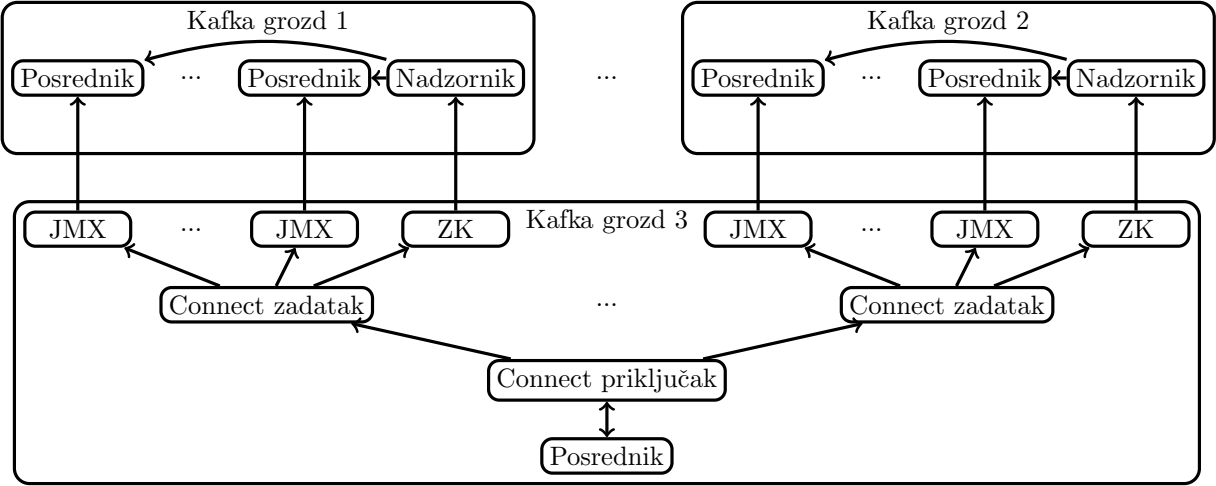 Kafka grozd 1
Kafka grozd 2
Posrednik ... Posrednik Nadzornik ... Posrednik ... Posrednik Nadzornik
Kafka grozd 3
JMX ... JMX ZK JMX ... JMX ZK
Connect zadatak ... Connect zadatak
Connect priključak
Posrednik